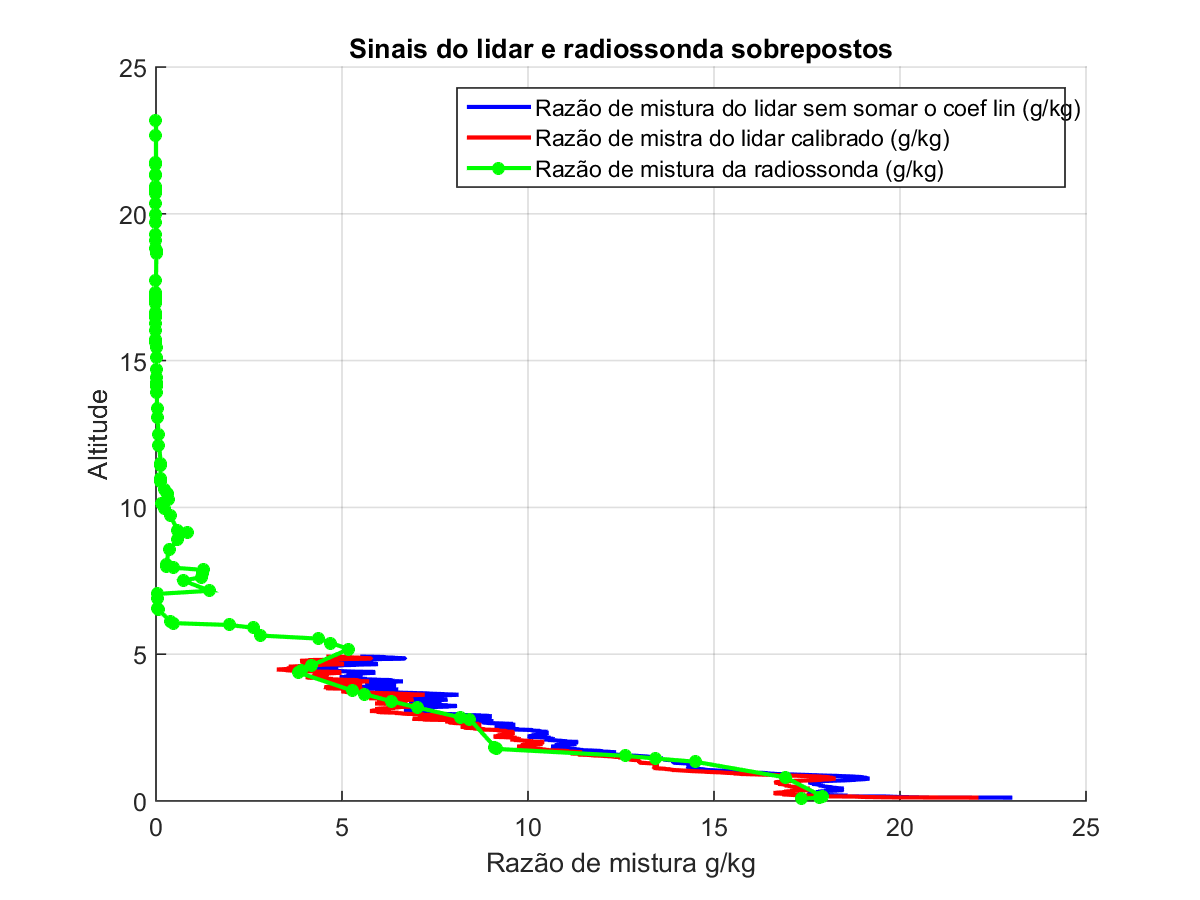 Sinais do lidar e radiossonda sobrepostos
25
Razão de mistura do lidar sem somar o coef lin (g/kg)
Razão de mistra do lidar calibrado (g/kg)
Razão de mistura da radiossonda (g/kg)
20
15
Altitude
10
5
0
0 5 10 15 20 25
Razão de mistura g/kg